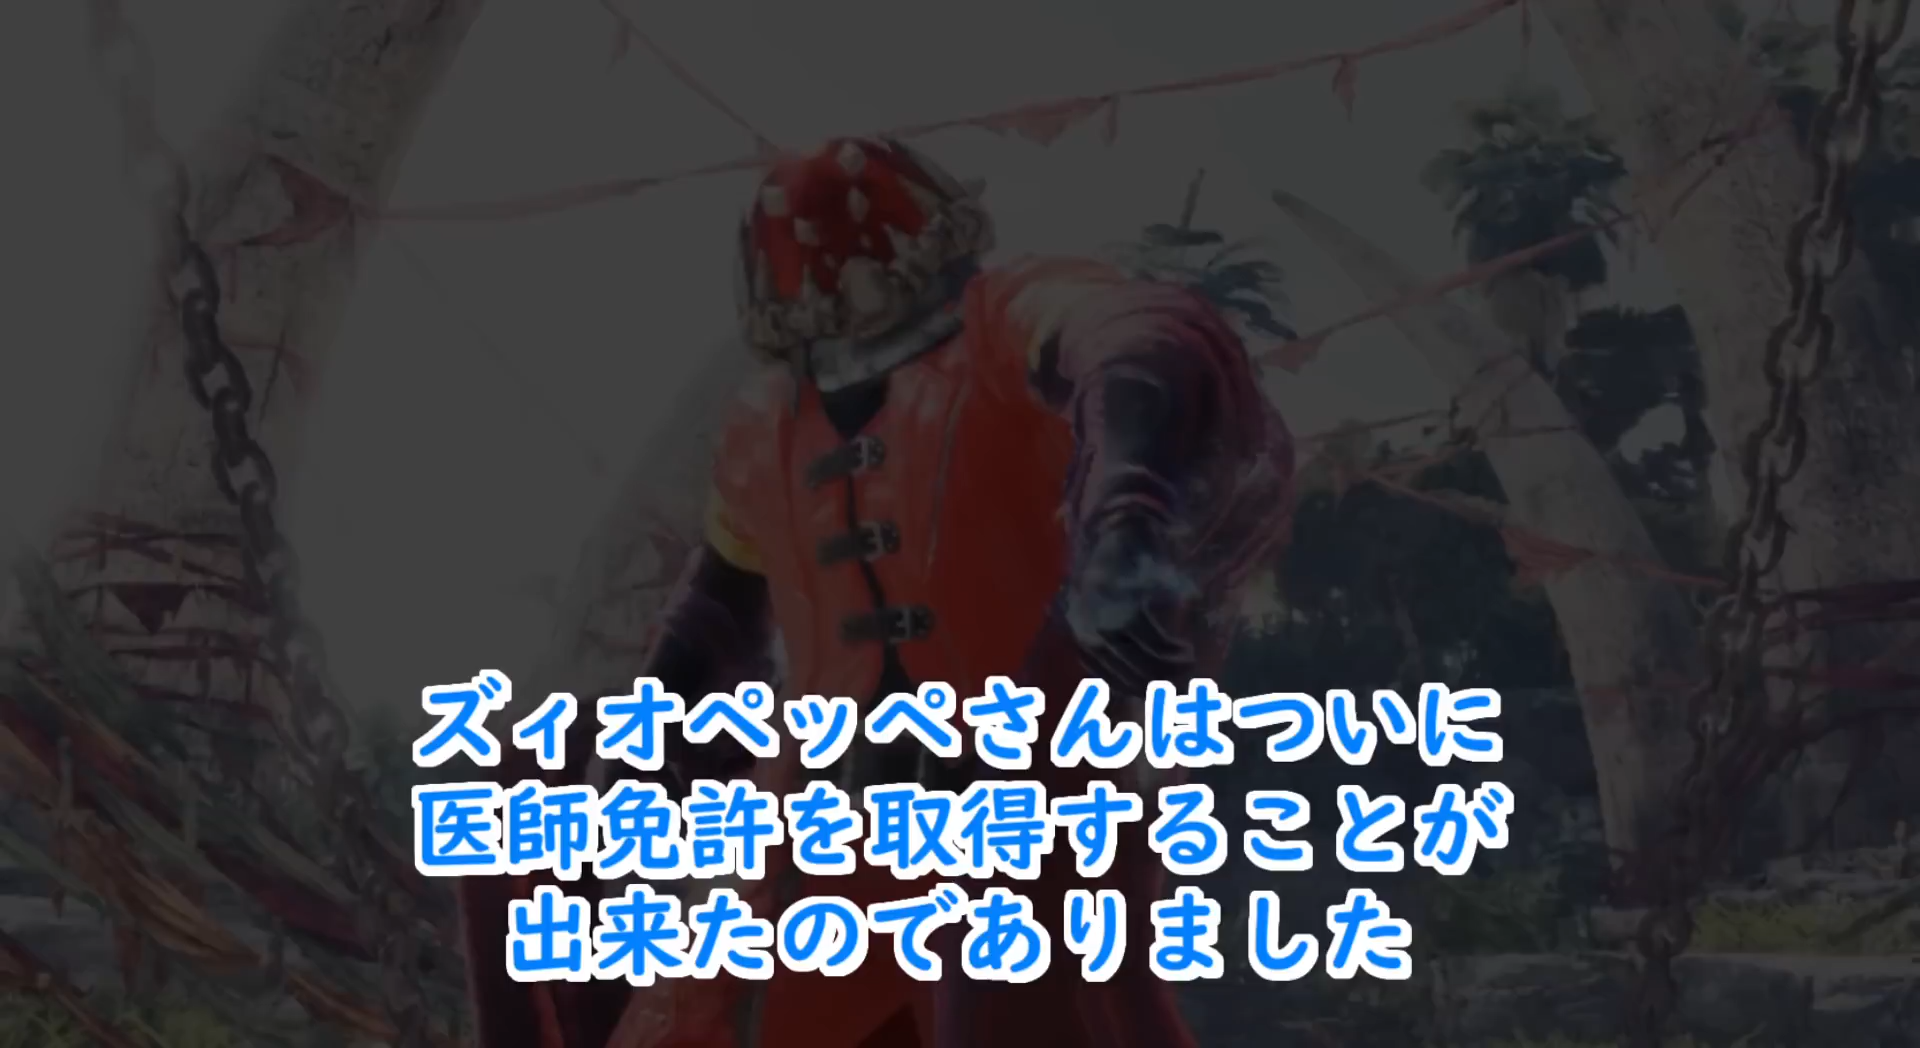 ズィオペッペさんはついに
医師免許を取得することが
出来たのでありました